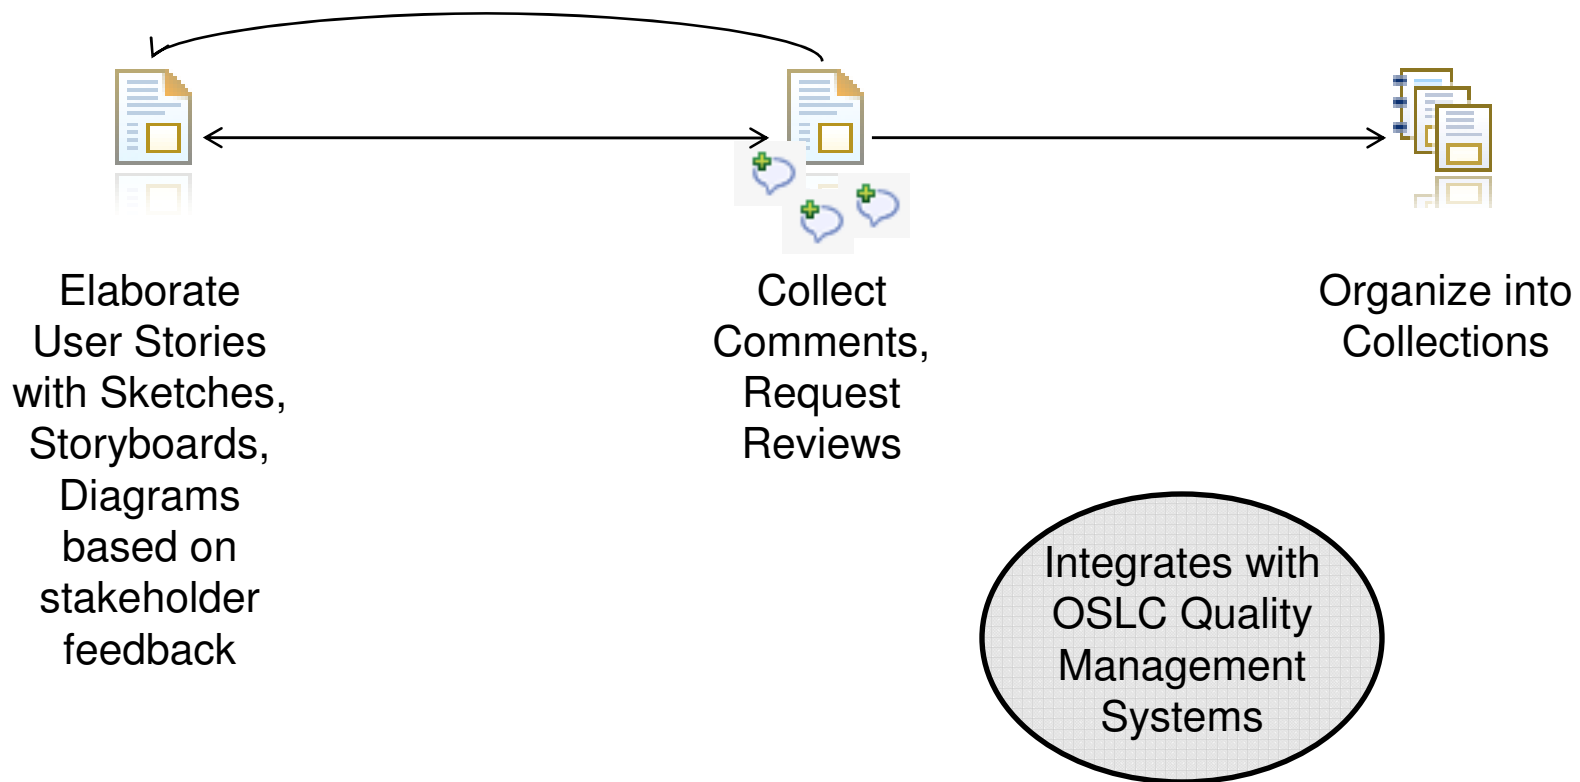 Elaborate
User Stories
with Sketches,
Storyboards,
Diagrams
based on
stakeholder
feedback
Collect
Comments,
Request
Reviews
Organize into
Collections
Integrates with
OSLC Quality
Management
Systems